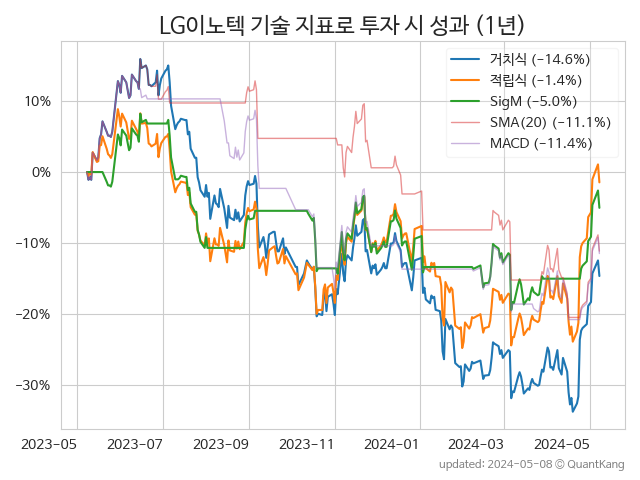 LG이노텍 기술 지표로 투자 시 성과 (1년)
거치식 (−14.6%)
적립식 (−1.4%)
SigM (−5.0%)
SMA(20) (−11.1%)
MACD (−11.4%)
10%
0%
−10%
−20%
−30%
2023-05 2023-07 2023-09 2023-11 2024-01 2024-03 2024-05
updated: 2024-05-08 © QuantKang